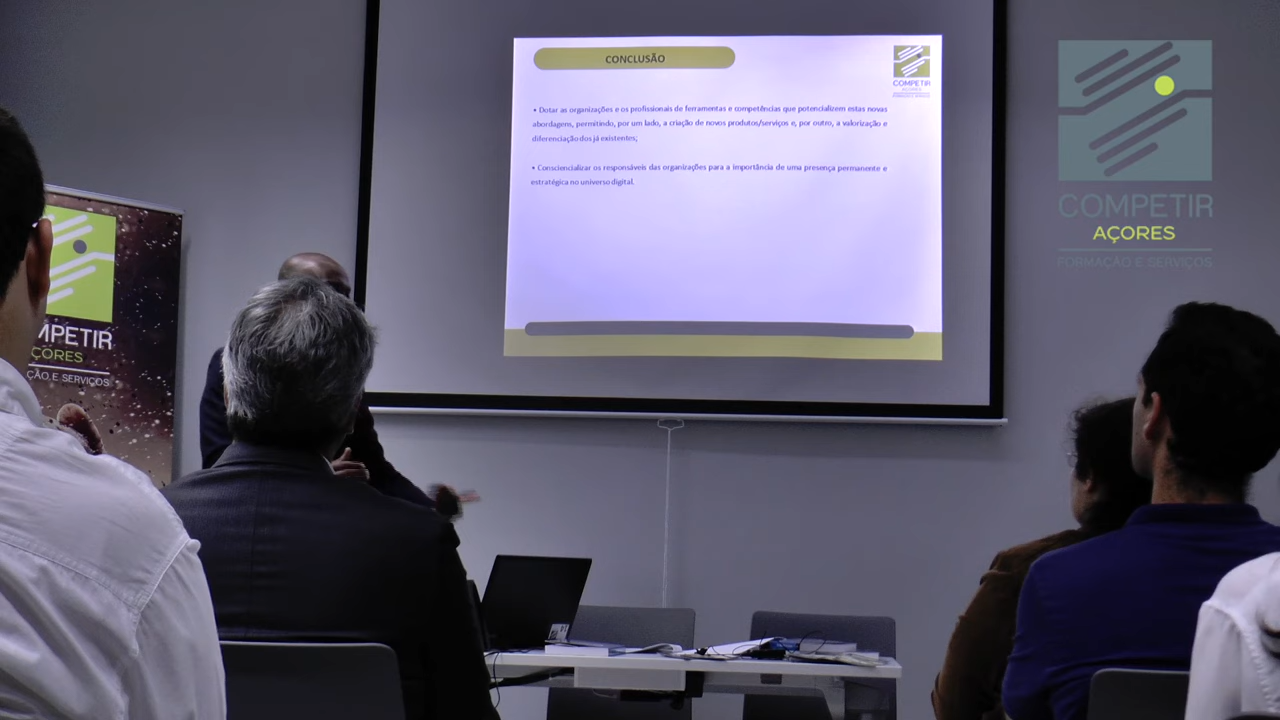 CONCLUSÃO
COMPETIR
AÇORES
• Dotar as organizações e os profissionais de ferramentas e competências que potencializem estas novas
abordagens, permitindo, por um lado, a criação de novos produtos/serviços e, por outro, a valorização e
diferenciação dos já existentes;
• Consciencializar os responsáveis das organizações para a importância de uma presença permanente e
estratégica no universo digital.
COMPETIR
AÇORES
FORMAÇÃO E SERVIÇOS
MPETIR
ÇORES
ÇÃO E SERVIÇOS